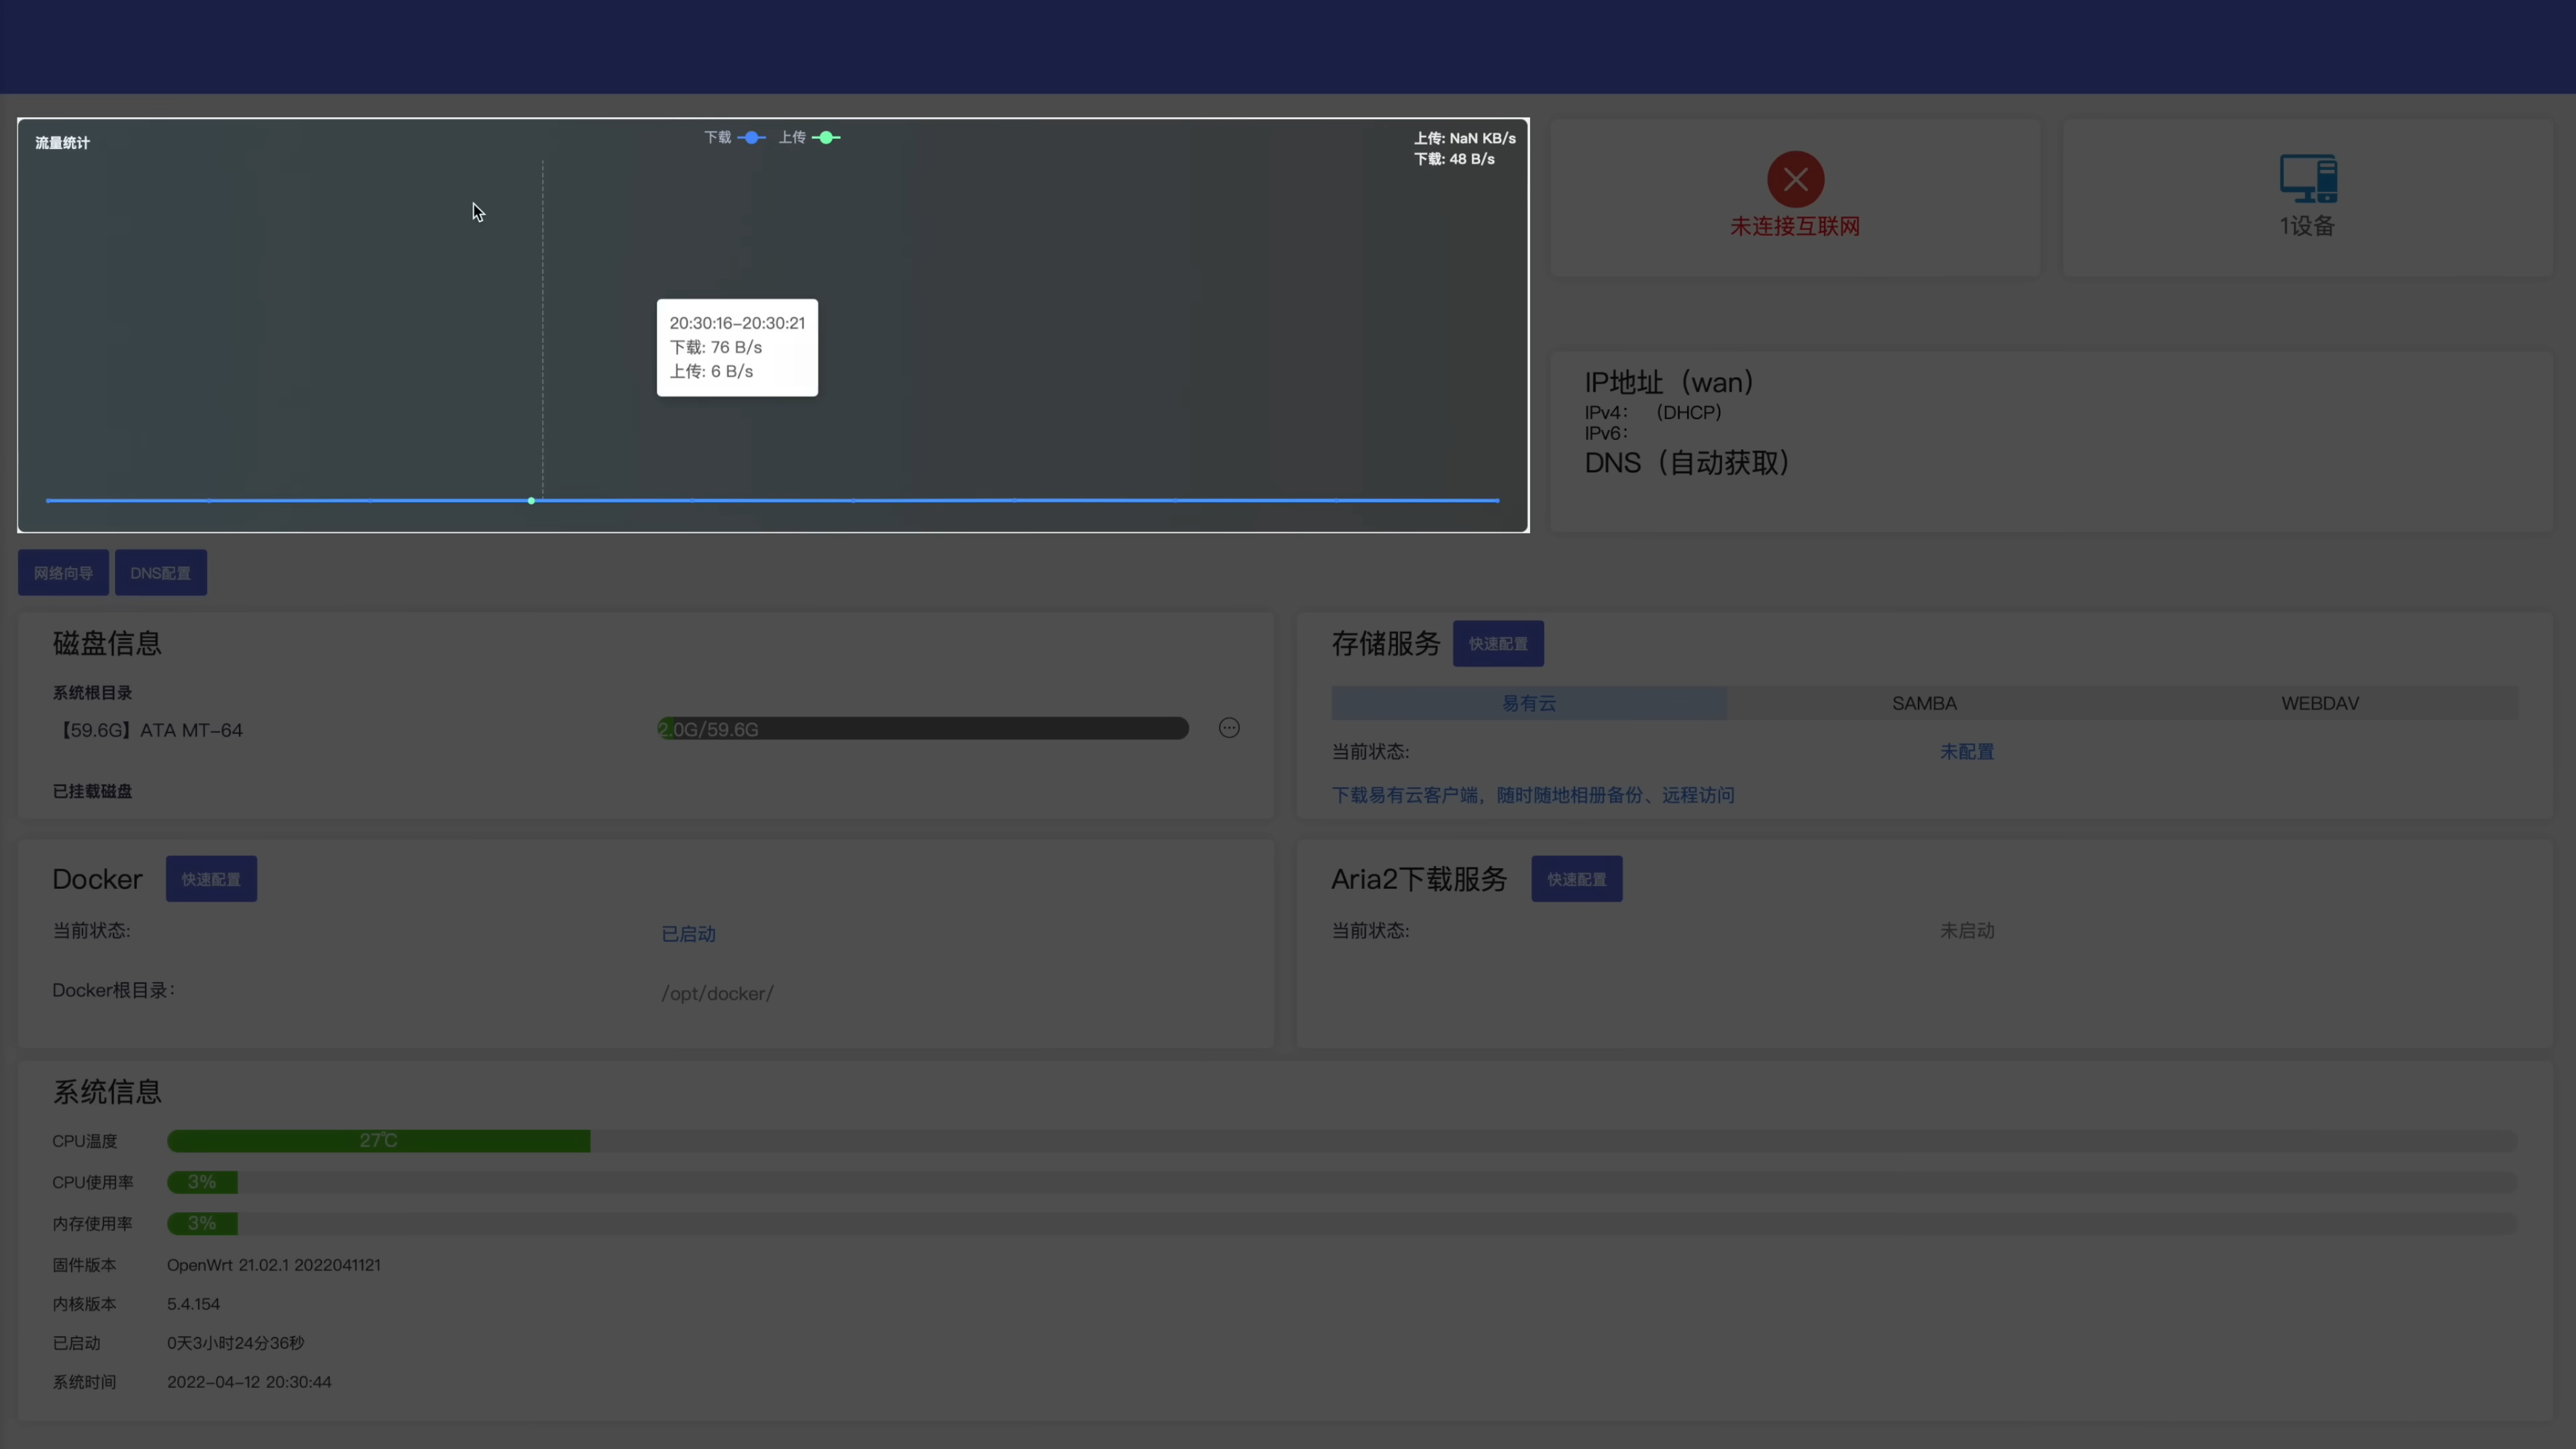 流量统计
下载 上传
上传: NaN KB/s
下载: 48 B/s
20:30:16-20:30:21
下载: 76 B/s
上传: 6 B/s
未连接互联网
1设备
IP地址（wan）
IPv4: （DHCP）
IPv6:
DNS（自动获取）
网络向导 DNS配置
磁盘信息
系统根目录
【59.6G】ATA MT-64 2.0G/59.6G
已挂载磁盘
存储服务 快速配置
易有云 SAMBA WEBDAV
当前状态: 未配置
下载易有云客户端，随时随地相册备份、远程访问
Docker 快速配置
当前状态: 已启动
Docker根目录: /opt/docker/
Aria2下载服务 快速配置
当前状态: 未启动
系统信息
CPU温度 27℃
CPU使用率 3%
内存使用率 3%
固件版本 OpenWrt 21.02.1 2022041121
内核版本 5.4.154
已启动 0天3小时24分36秒
系统时间 2022-04-12 20:30:44